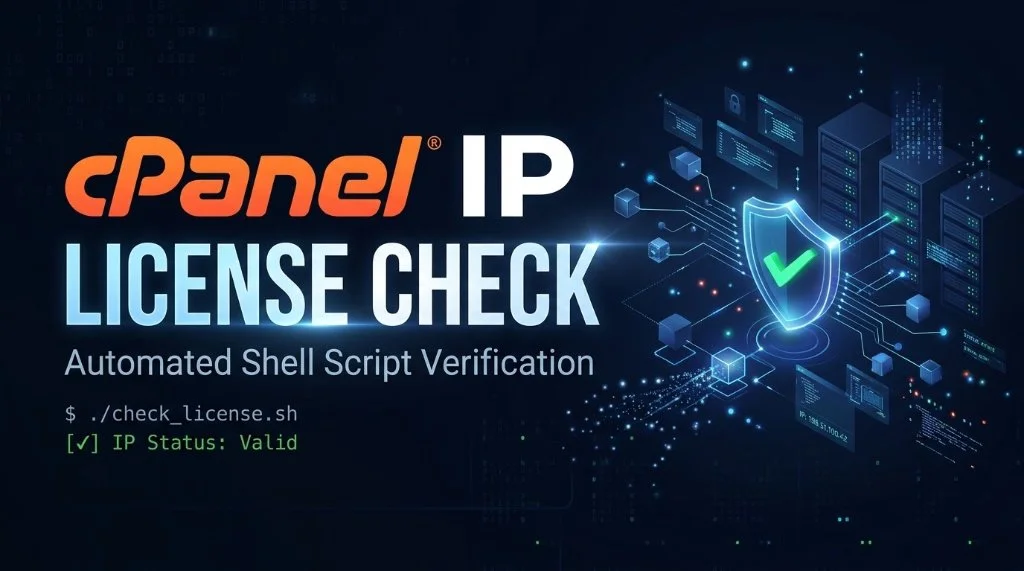 cPanel® IP
LICENSE CHECK
Automated Shell Script Verification
$ ./check_license.sh
[✓] IP Status: Valid